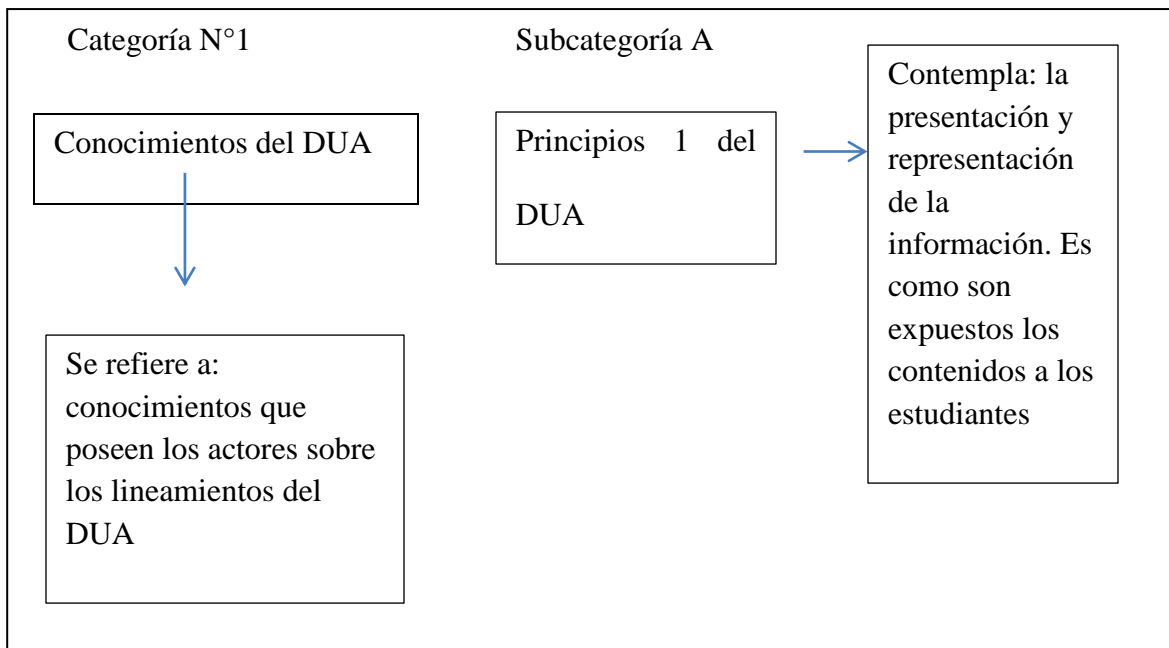 Categoría N°1
Conocimientos del DUA
Se refiere a:
conocimientos que
poseen los actores sobre
los lineamientos del
DUA
Subcategoría A
Principios 1 del
DUA
Contempla: la
presentación y
representación
de la
información. Es
como son
expuestos los
contenidos a los
estudiantes